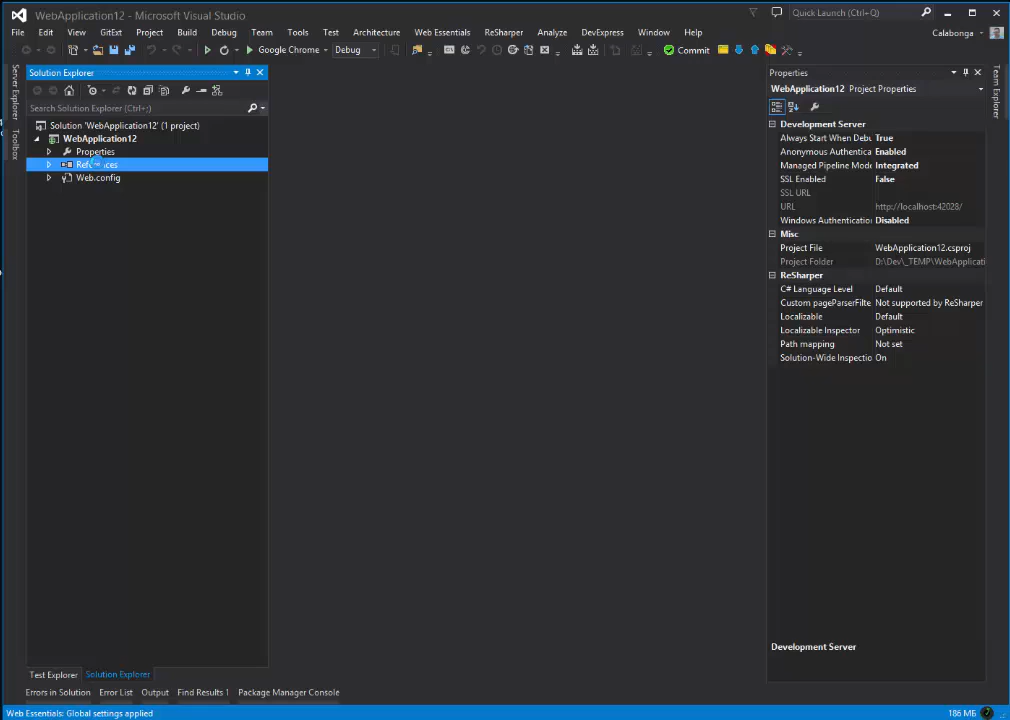 WebApplication12 - Microsoft Visual Studio
Quick Launch (Ctrl+Q)
File Edit View GitExt Project Build Debug Team Tools Test Architecture Web Essentials ReSharper Analyze DevExpress Window Help
Calabonga
Google Chrome Debug Commit
Server Explorer
Toolbox
Solution Explorer
Search Solution Explorer (Ctrl+;)
Solution 'WebApplication12' (1 project)
WebApplication12
Properties
References
Web.config
Test Explorer Solution Explorer
Properties
WebApplication12 Project Properties
Development Server
Always Start When Debu True
Anonymous Authentica Enabled
Managed Pipeline Mode Integrated
SSL Enabled False
SSL URL
URL http://localhost:42028/
Windows Authentication Disabled
Misc
Project File WebApplication12.csproj
Project Folder D:\Dev\_TEMP\WebApplicati
ReSharper
C# Language Level Default
Custom pageParserFilte Not supported by ReSharper
Localizable Default
Localizable Inspector Optimistic
Path mapping Not set
Solution-Wide Inspectio On
Development Server
Team Explorer
Errors in Solution Error List Output Find Results 1 Package Manager Console
Web Essentials: Global settings applied
186 МБ